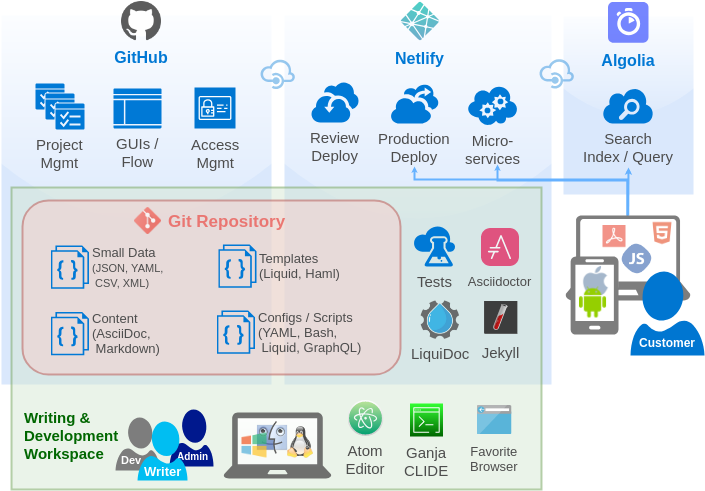 GitHub
Netlify
Algolia
Project
Mgmt
GUIs /
Flow
Access
Mgmt
Review
Deploy
Production
Deploy
Micro-
services
Search
Index / Query
Git Repository
Small Data
(JSON, YAML,
CSV, XML)
Templates
(Liquid, Haml)
Content
(AsciiDoc,
Markdown)
Configs / Scripts
(YAML, Bash,
Liquid, GraphQL)
Tests
Asciidoctor
LiquiDoc
Jekyll
JS
Customer
Writing &
Development
Workspace
Dev
Writer
Admin
Atom
Editor
Ganja
CLIDE
Favorite
Browser